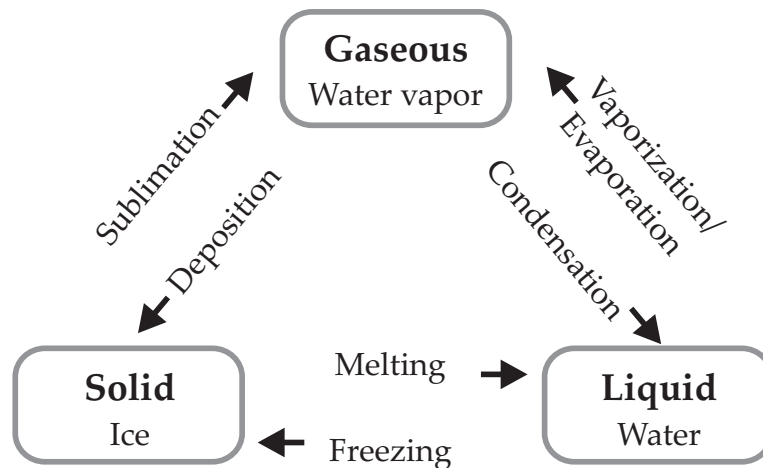 Gaseous
Water vapor
Sublimation
Deposition
Vaporization/
Evaporation
Condensation
Solid
Ice
Melting
Freezing
Liquid
Water